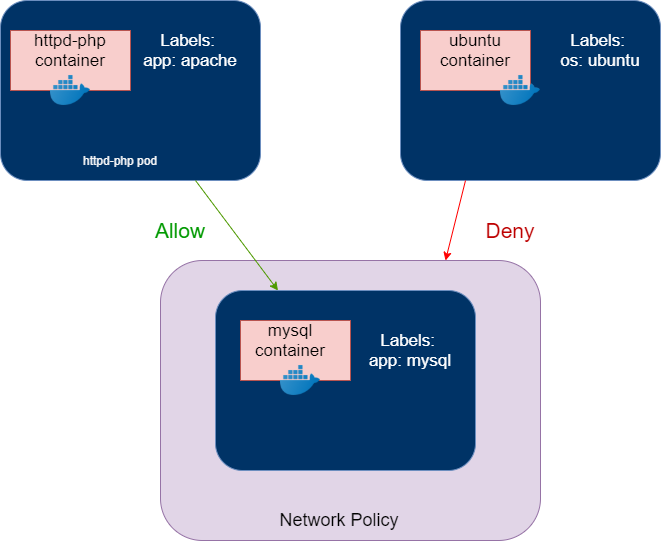 httpd-php
container
Labels:
app: apache
httpd-php pod
ubuntu
container
Labels:
os: ubuntu
Allow
Deny
mysql
container
Labels:
app: mysql
Network Policy